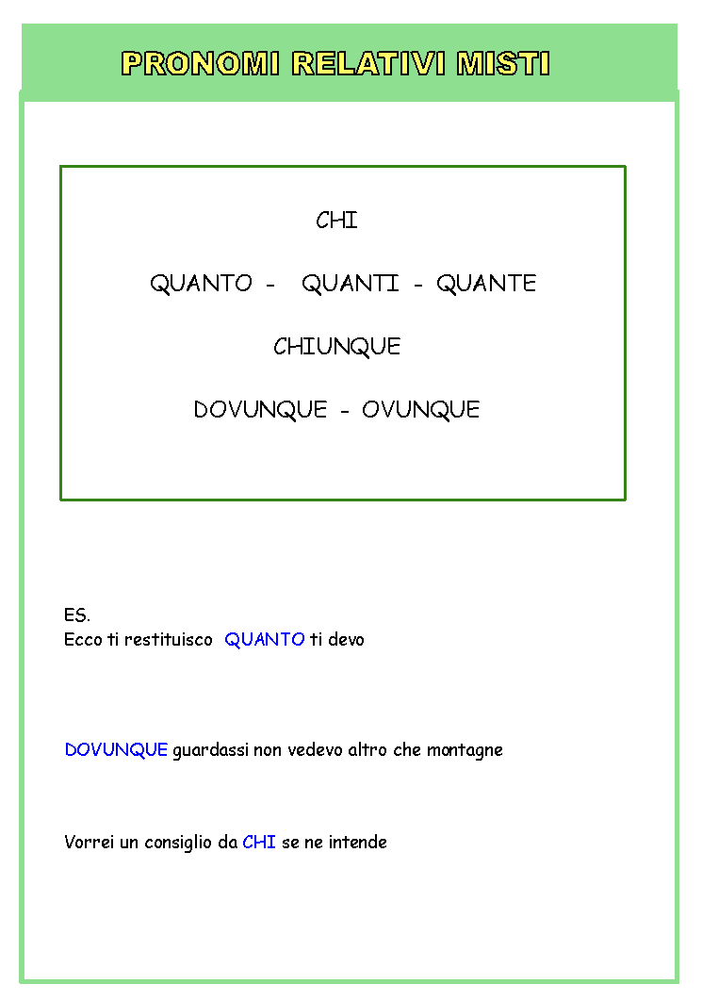 PRONOMI RELATIVI MISTI
CHI
QUANTO - QUANTI - QUANTE
CHIUNQUE
DOVUNQUE - OVUNQUE
ES.
Ecco ti restituisco QUANTO ti devo
DOVUNQUE guardassi non vedevo altro che montagne
Vorrei un consiglio da CHI se ne intende